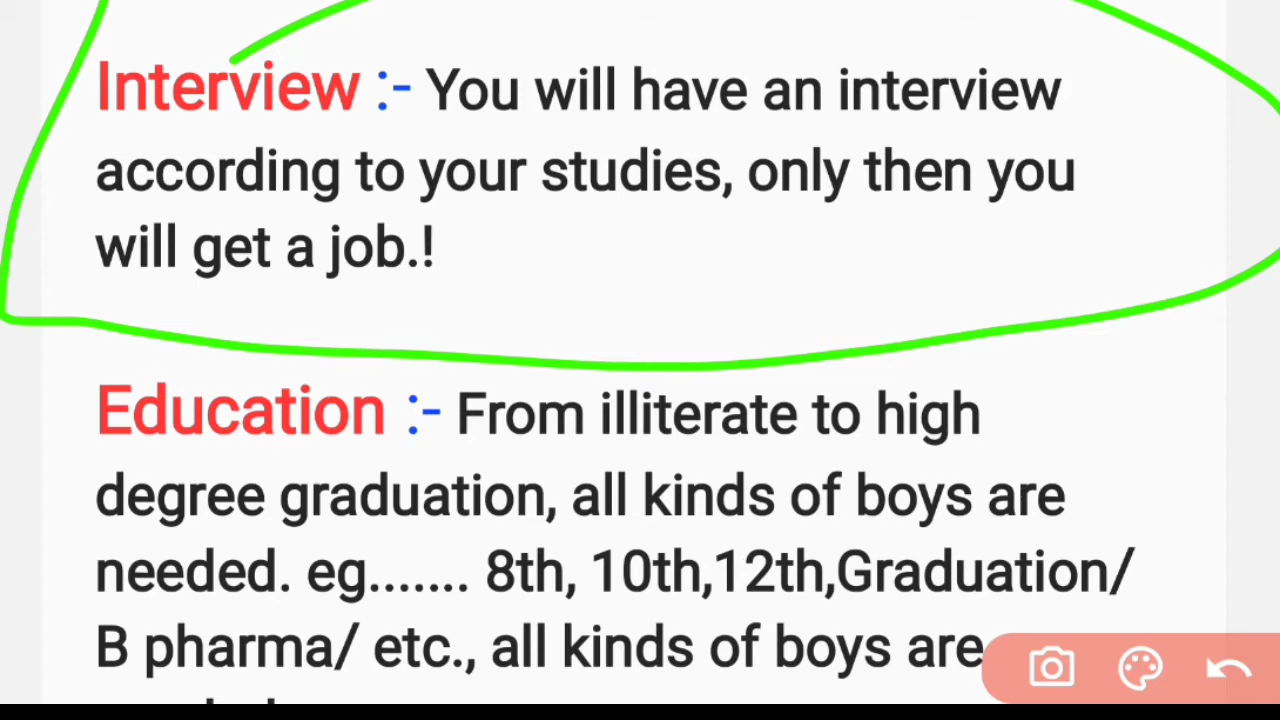 Interview :- You will have an interview
according to your studies, only then you
will get a job.!
Education :- From illiterate to high
degree graduation, all kinds of boys are
needed. eg....... 8th, 10th,12th,Graduation/
B pharma/ etc., all kinds of boys are